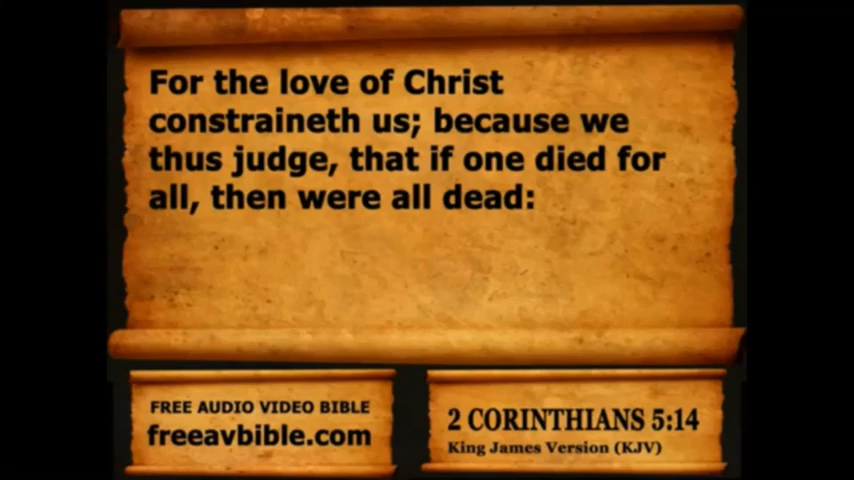 For the love of Christ
constraineth us; because we
thus judge, that if one died for
all, then were all dead:
FREE AUDIO VIDEO BIBLE
freeavbible.com
2 CORINTHIANS 5:14
King James Version (KJV)